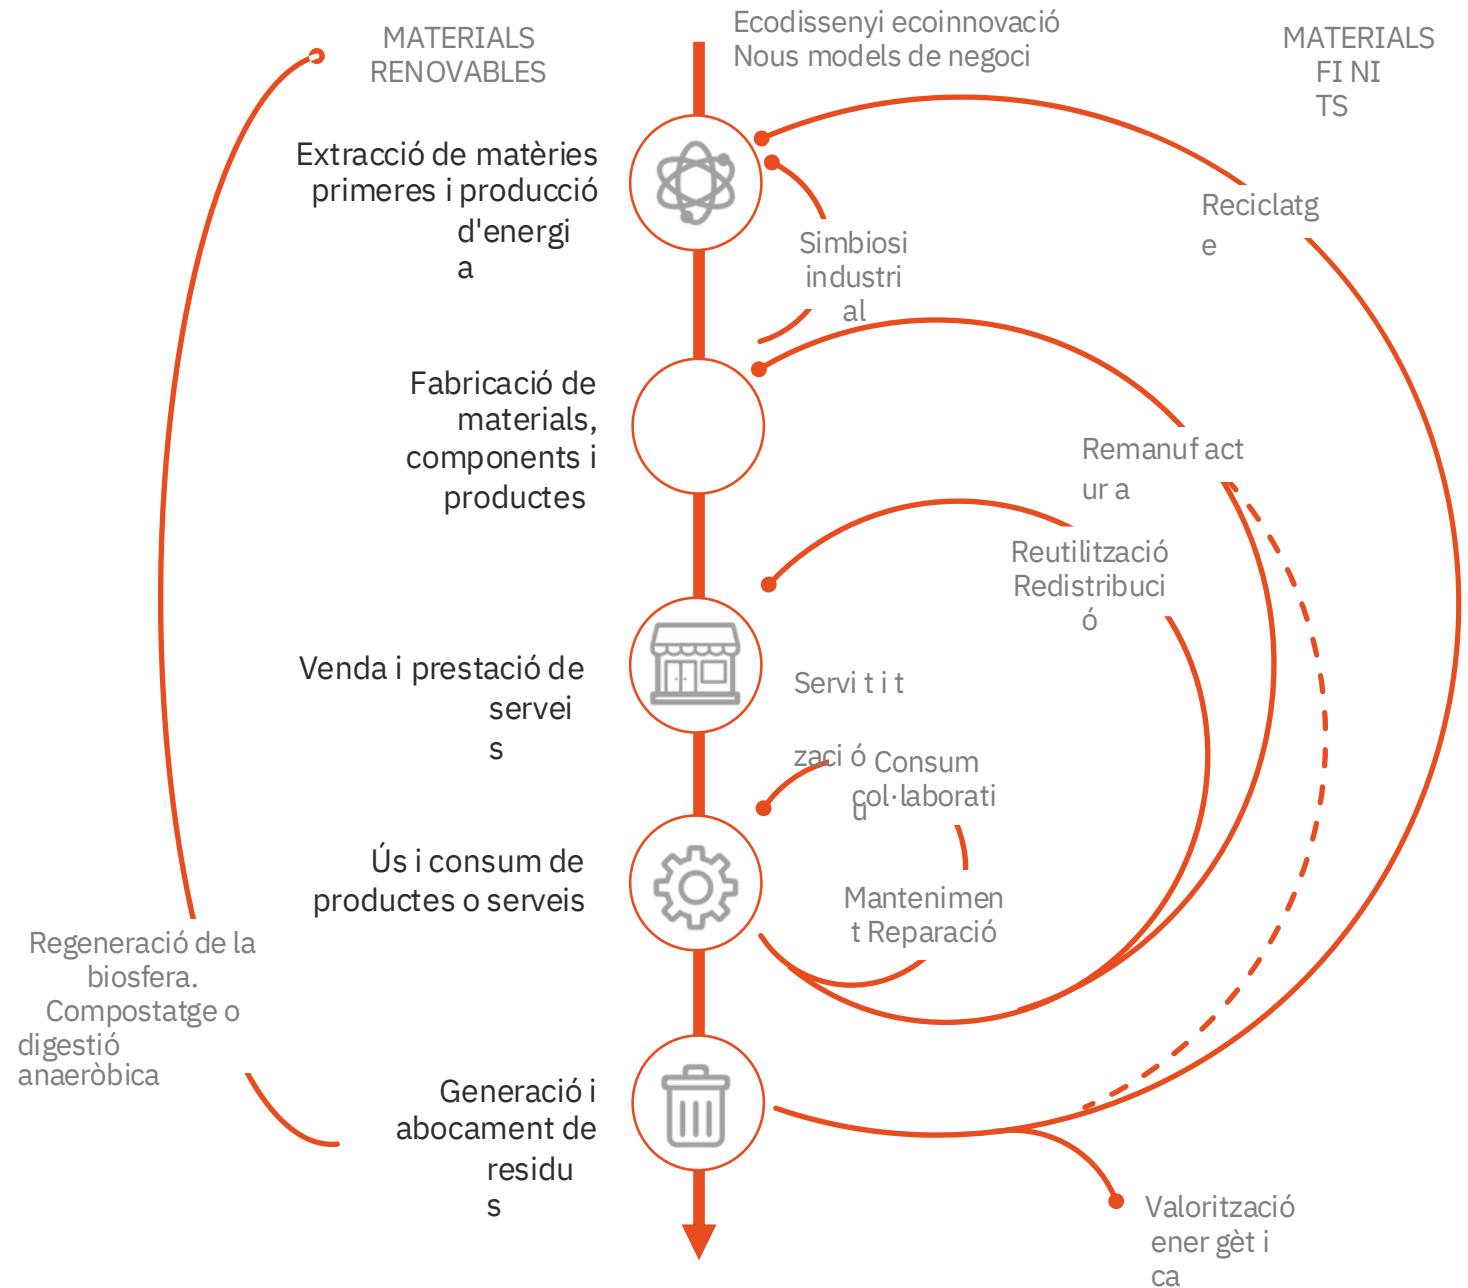 MATERIALS
RENOVABLES
Ecodissenyi ecoinnovació
Nous models de negoci
MATERIALS
FI NI
TS
Extracció de matèries
primeres i producció
d'energi
a
Simbiosi
industri
al
Reciclatg
e
Fabricació de
materials,
components i
productes
Remanuf act
ur a
Reutilització
Redistribuci
ó
Venda i prestació de
servei
s
Servi t i t
zaci ó
Consum
col·laborati
u
Ús i consum de
productes o serveis
Mantenimen
t Reparació
Regeneració de la
biosfera.
Compostatge o
digestió
anaeròbica
Generació i
abocament de
residu
s
Valorització
ener gèt i
ca